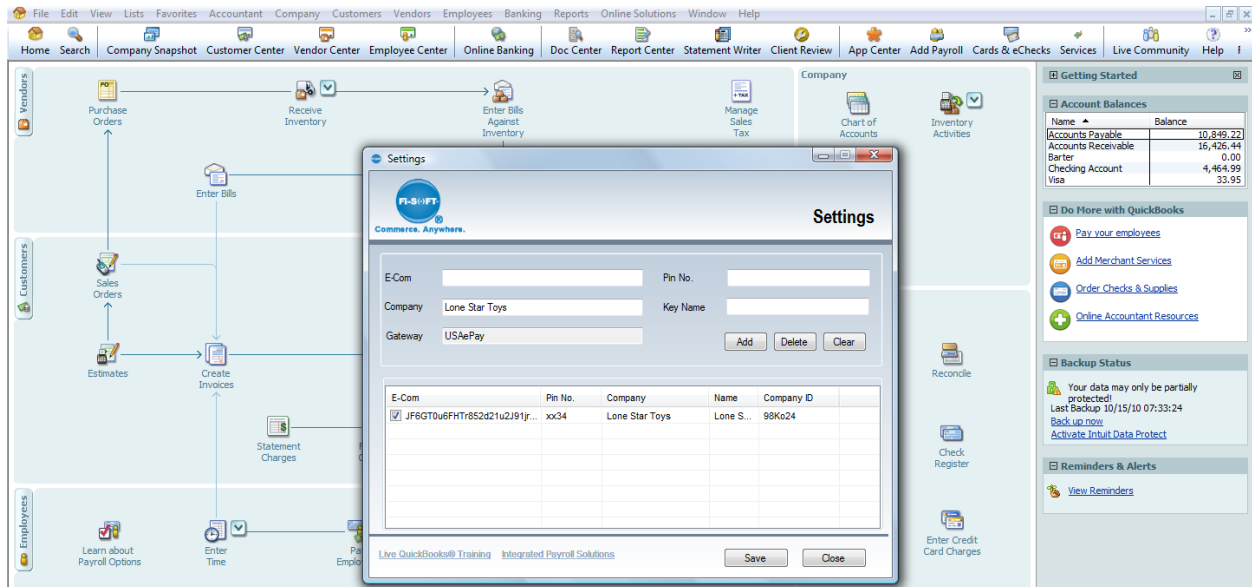 File Edit View Lists Favorites Accountant Company Customers Vendors Employees Banking Reports Online Solutions Window Help
Home Search Company Snapshot Customer Center Vendor Center Employee Center Online Banking Doc Center Report Center Statement Writer Client Review App Center Add Payroll Cards & eChecks Services Live Community Help
Vendors
PO
Purchase
Orders
Receive
Inventory
Enter Bills
Against
Inventory
+ TAX
Manage
Sales
Tax
Enter Bills
Customers
Sales
Orders
Estimates
Create
Invoices
Statement
Charges
Employees
Learn about
Payroll Options
Enter
Time
Company
Chart of
Accounts
Inventory
Activities
Reconcile
Check
Register
Enter Credit
Card Charges
Settings
FI-SOFT
®
Commerce. Anywhere.
Settings
E-Com
Pin No.
Company Lone Star Toys
Key Name
Gateway USAePay
Add Delete Clear
E-Com Pin No. Company Name Company ID
JF6GT0u6FHTr852d21u2J91jr... xx34 Lone Star Toys Lone S... 98Ko24
Live QuickBooks® Training Integrated Payroll Solutions
Save Close
Getting Started
Account Balances
Name Balance
Accounts Payable 10,849.22
Accounts Receivable 16,426.44
Barter 0.00
Checking Account 4,464.99
Visa 33.95
Do More with QuickBooks
Pay your employees
Add Merchant Services
Order Checks & Supplies
Online Accountant Resources
Backup Status
Your data may only be partially
protected!
Last Backup 10/15/10 07:33:24
Back up now
Activate Intuit Data Protect
Reminders & Alerts
View Reminders